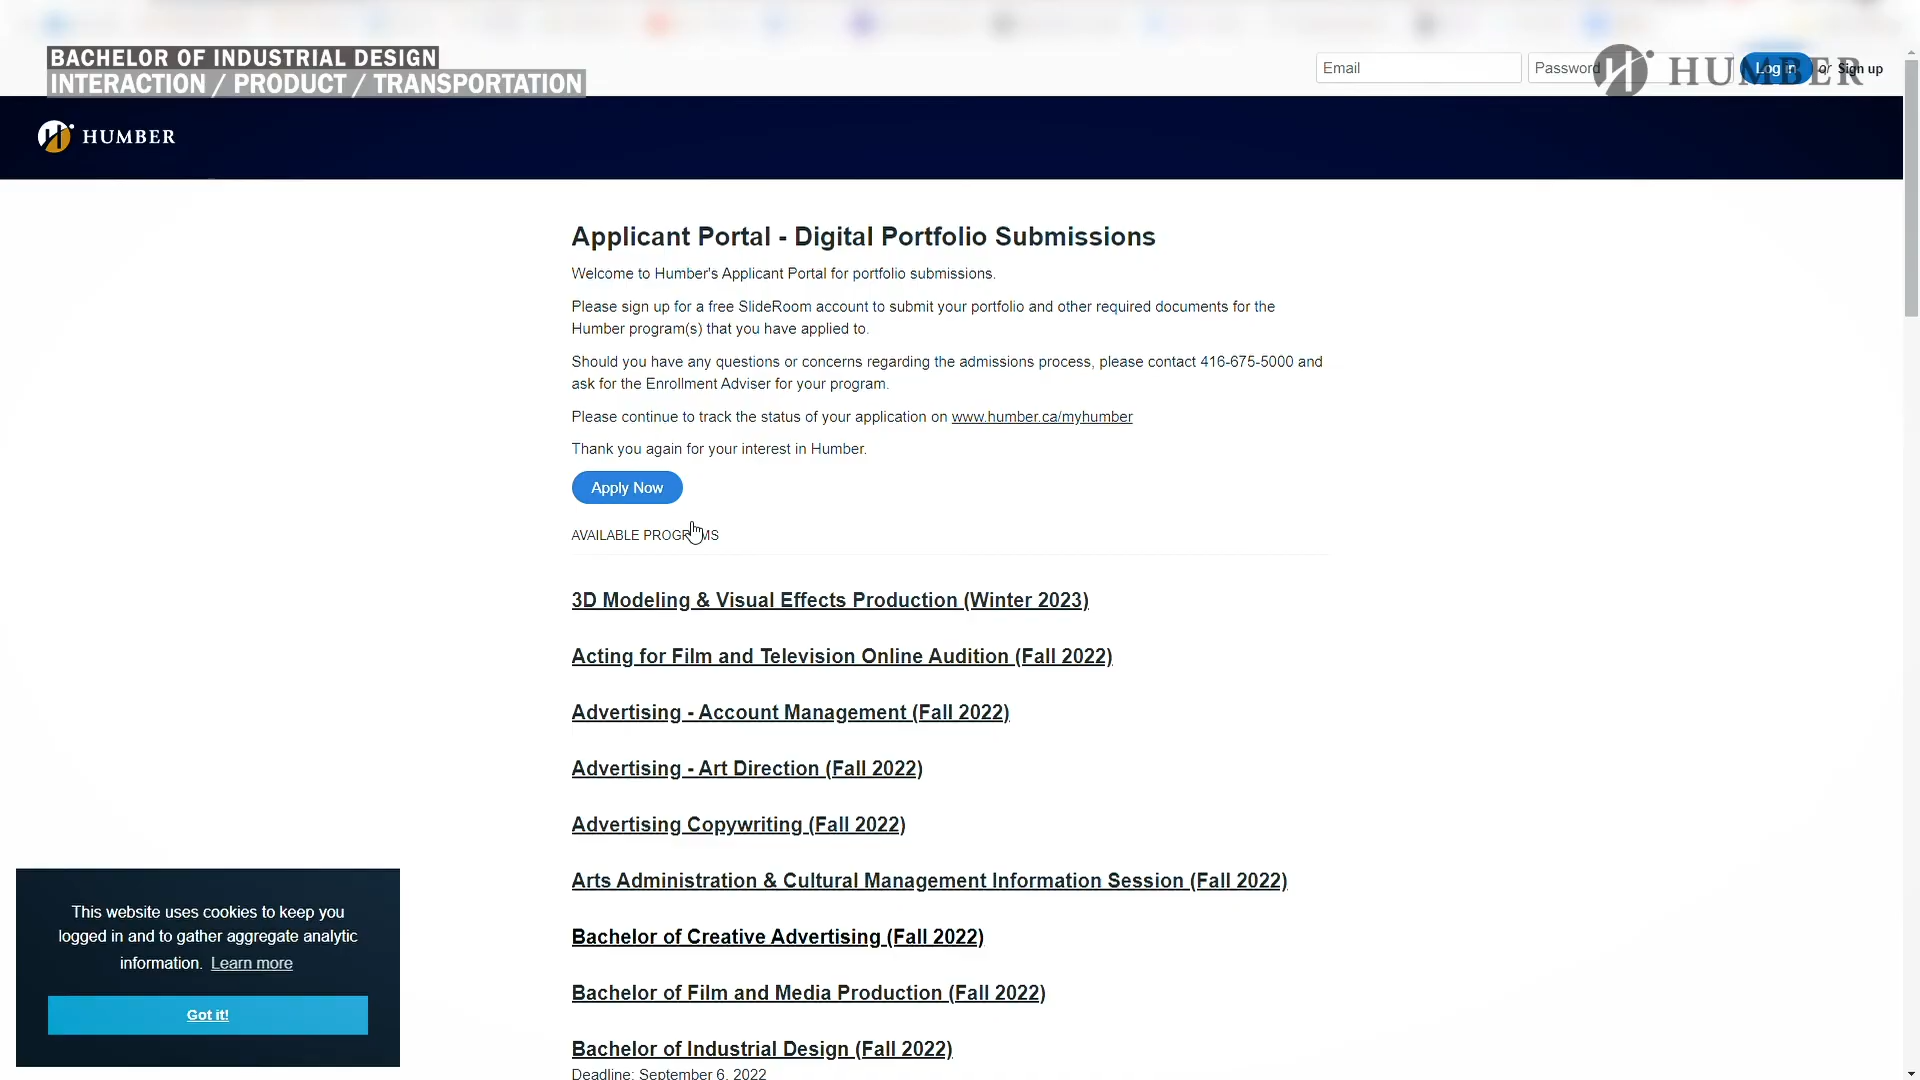 BACHELOR OF INDUSTRIAL DESIGN
INTERACTION / PRODUCT / TRANSPORTATION
Email
Password
Log in or Sign up
HUMBER
HUMBER
Applicant Portal - Digital Portfolio Submissions
Welcome to Humber's Applicant Portal for portfolio submissions.
Please sign up for a free SlideRoom account to submit your portfolio and other required documents for the
Humber program(s) that you have applied to.
Should you have any questions or concerns regarding the admissions process, please contact 416-675-5000 and
ask for the Enrollment Adviser for your program.
Please continue to track the status of your application on www.humber.ca/myhumber
Thank you again for your interest in Humber.
Apply Now
AVAILABLE PROGRAMS
3D Modeling & Visual Effects Production (Winter 2023)
Acting for Film and Television Online Audition (Fall 2022)
Advertising - Account Management (Fall 2022)
Advertising - Art Direction (Fall 2022)
Advertising Copywriting (Fall 2022)
Arts Administration & Cultural Management Information Session (Fall 2022)
Bachelor of Creative Advertising (Fall 2022)
Bachelor of Film and Media Production (Fall 2022)
Bachelor of Industrial Design (Fall 2022)
Deadline: September 6, 2022
This website uses cookies to keep you
logged in and to gather aggregate analytic
information. Learn more
Got it!